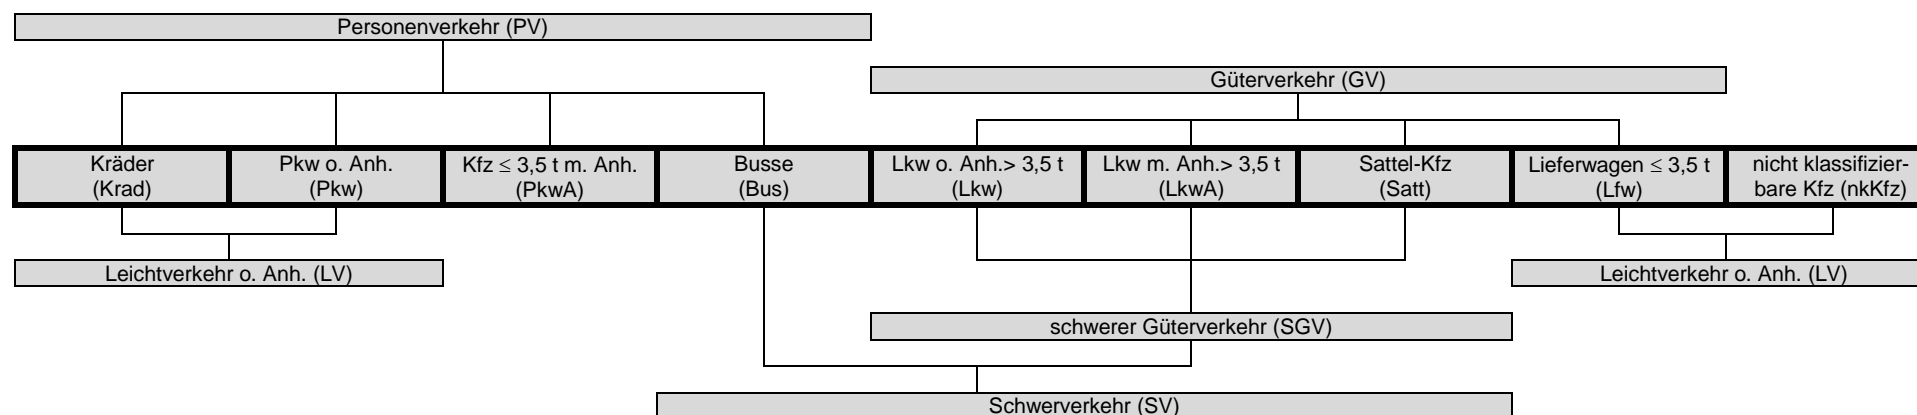 Personenverkehr (PV)
Güterverkehr (GV)
Kräder
(Krad)
Pkw o. Anh.
(Pkw)
Kfz ≤ 3,5 t m. Anh.
(PkwA)
Busse
(Bus)
Lkw o. Anh.> 3,5 t
(Lkw)
Lkw m. Anh.> 3,5 t
(LkwA)
Sattel-Kfz
(Satt)
Lieferwagen ≤ 3,5 t
(Lfw)
nicht klassifizier-
bare Kfz (nkKfz)
Leichtverkehr o. Anh. (LV)
Leichtverkehr o. Anh. (LV)
schwerer Güterverkehr (SGV)
Schwerverkehr (SV)